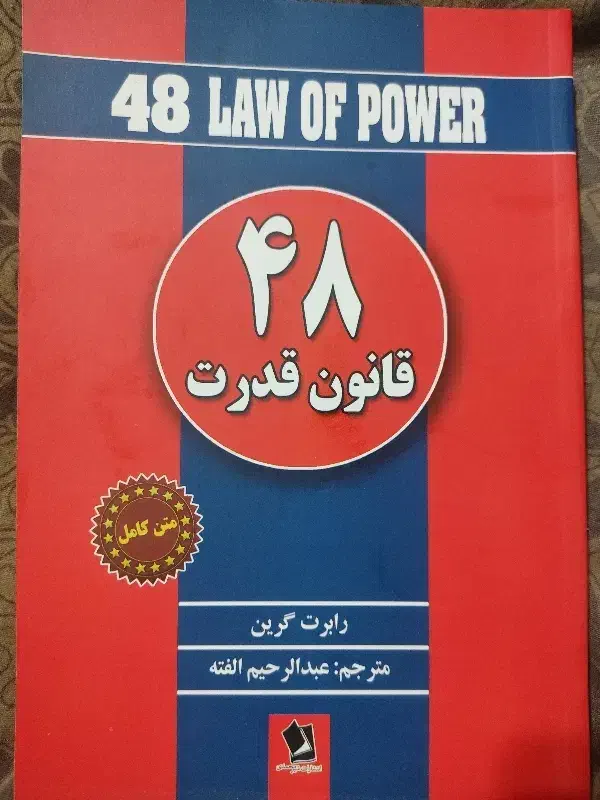 48 LAW OF POWER
۴۸
قانون قدرت
متن کامل
رابرت گرین
مترجم: عبدالرحیم الفته